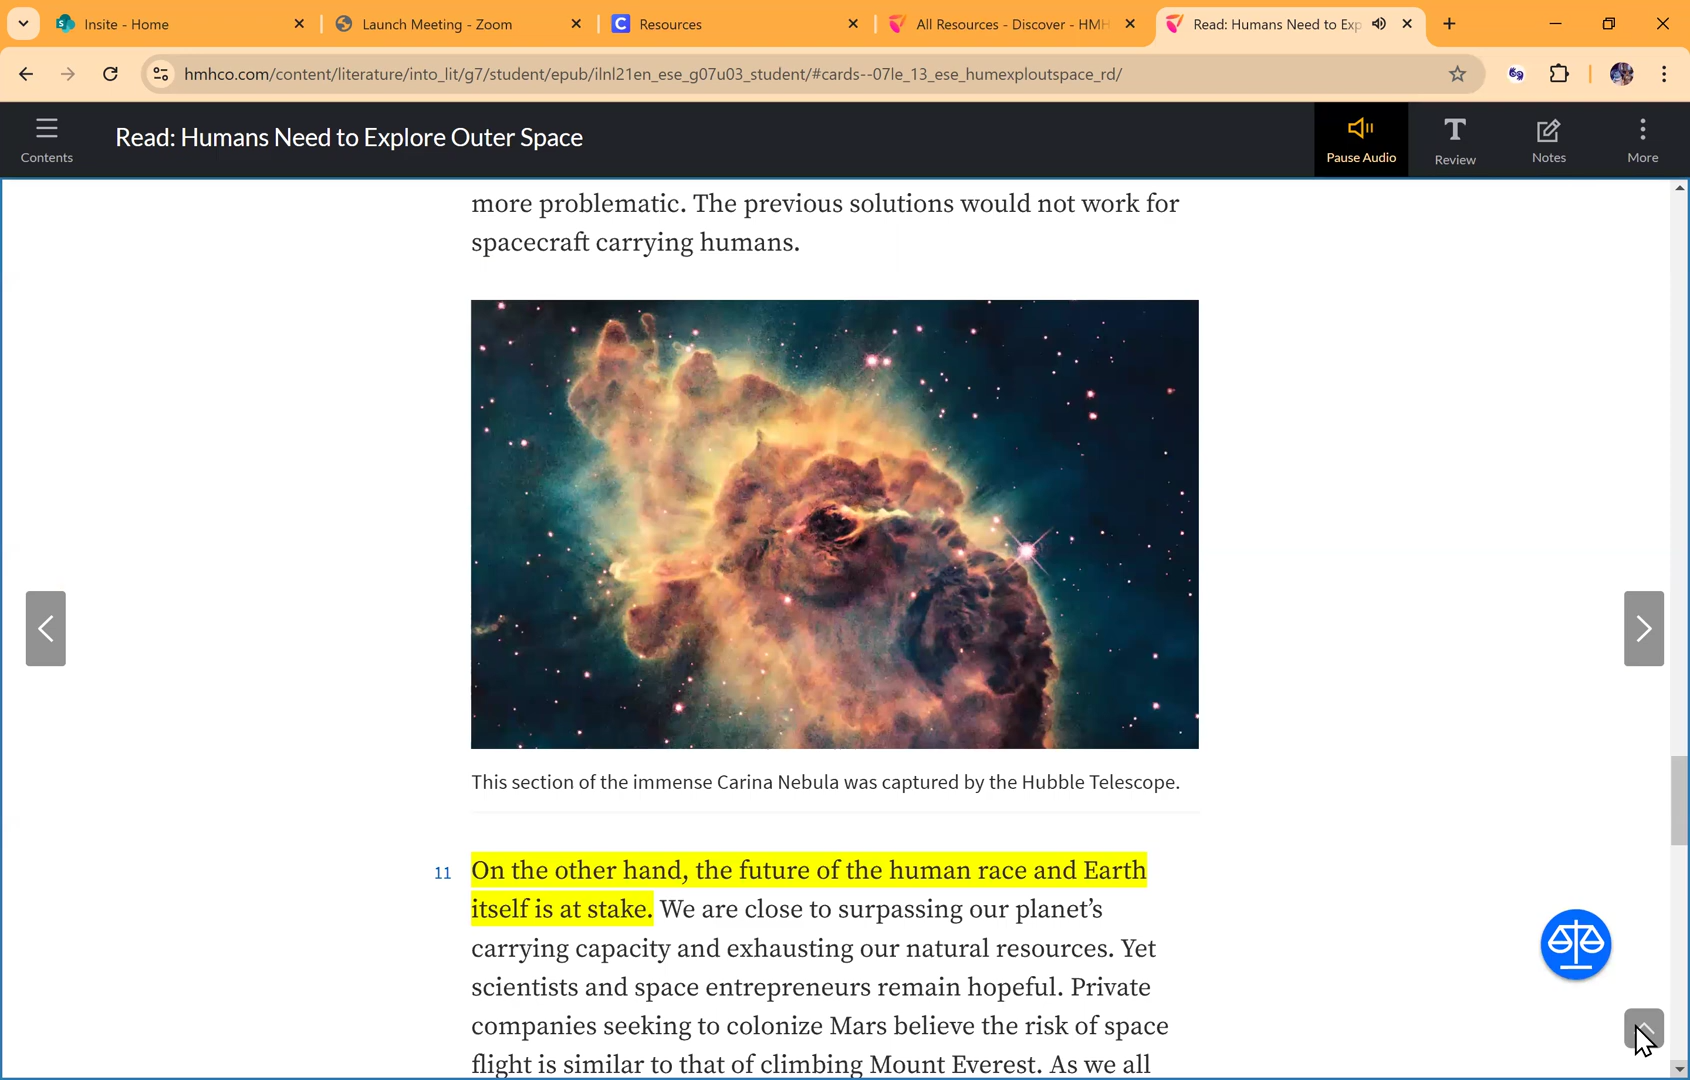 Insite - Home
Launch Meeting - Zoom
Resources
All Resources - Discover - HMH
Read: Humans Need to Exp
hmhco.com/content/literature/into_lit/g7/student/epub/ilnl21en_ese_g07u03_student/#cards--07le_13_ese_humexploutspace_rd/
Contents
Read: Humans Need to Explore Outer Space
Pause Audio
Review
Notes
More
more problematic. The previous solutions would not work for
spacecraft carrying humans.
This section of the immense Carina Nebula was captured by the Hubble Telescope.
11 On the other hand, the future of the human race and Earth
itself is at stake. We are close to surpassing our planet’s
carrying capacity and exhausting our natural resources. Yet
scientists and space entrepreneurs remain hopeful. Private
companies seeking to colonize Mars believe the risk of space
flight is similar to that of climbing Mount Everest. As we all